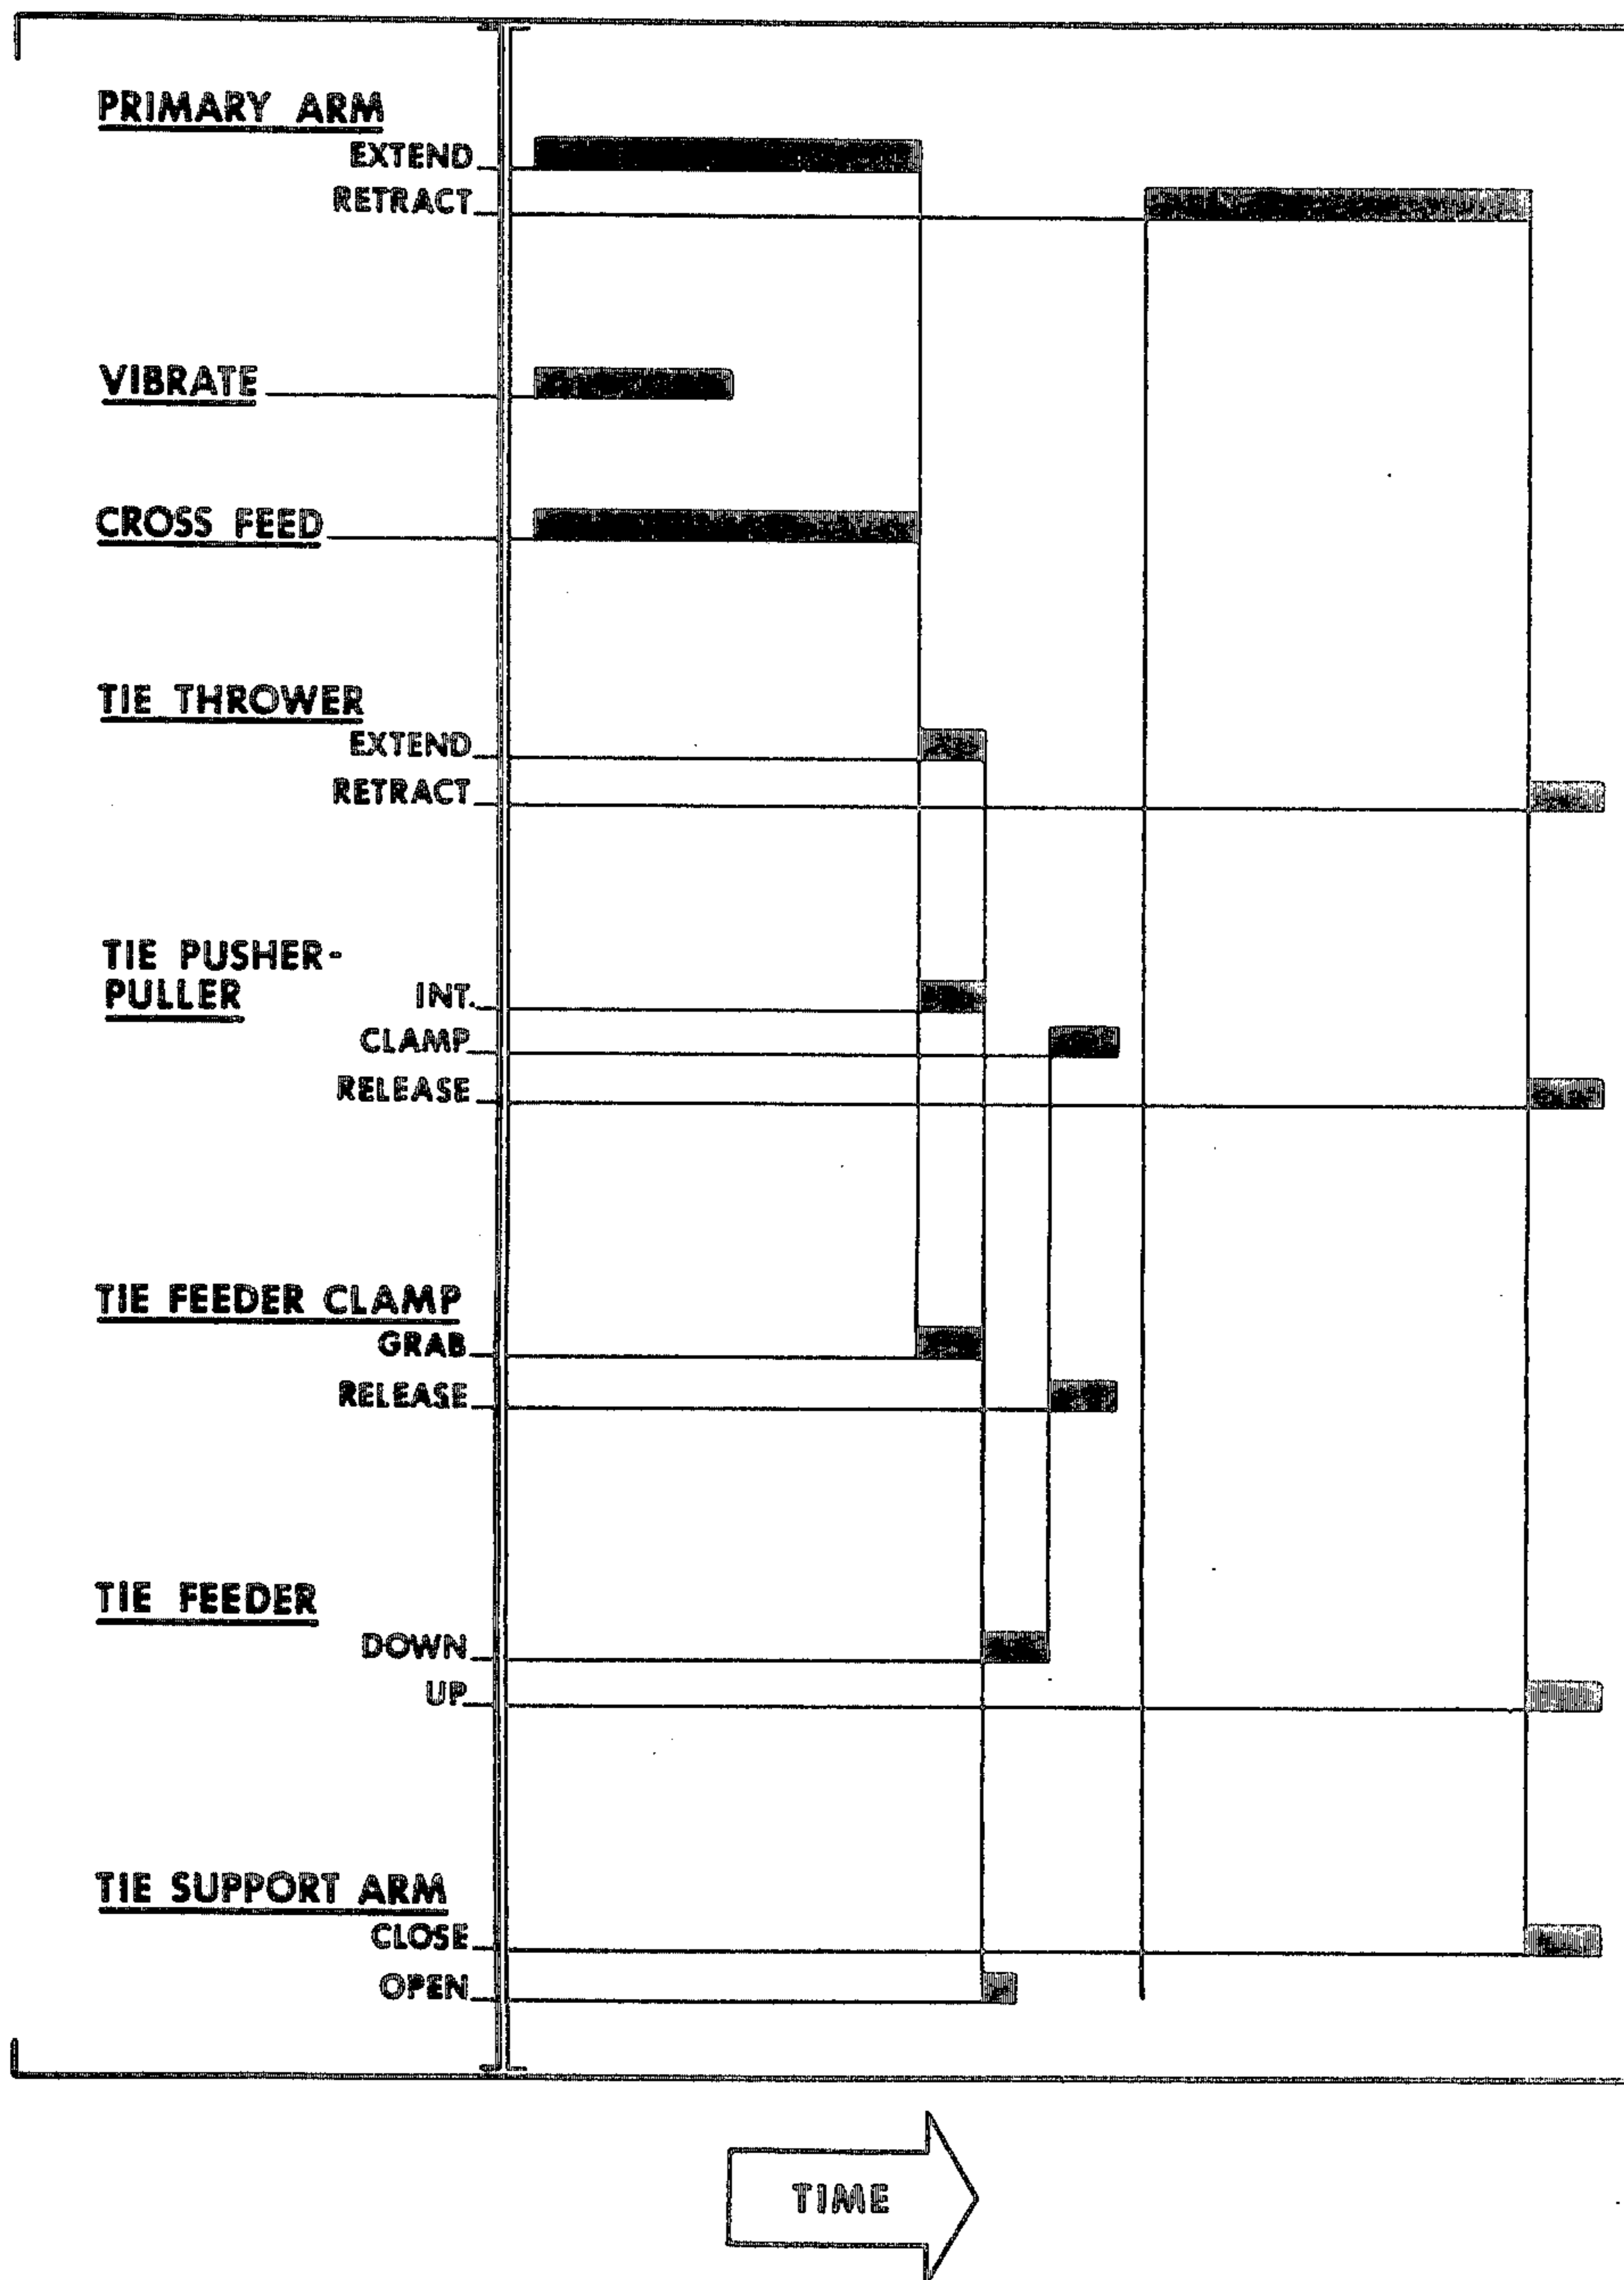 PRIMARY ARM
EXTEND
RETRACT
VIBRATE
CROSS FEED
TIE THROWER
EXTEND
RETRACT
TIE PUSHER-
PULLER INT.
CLAMP
RELEASE
TIE FEEDER CLAMP
GRAB
RELEASE
TIE FEEDER
DOWN
UP
TIE SUPPORT ARM
CLOSE
OPEN
TIME